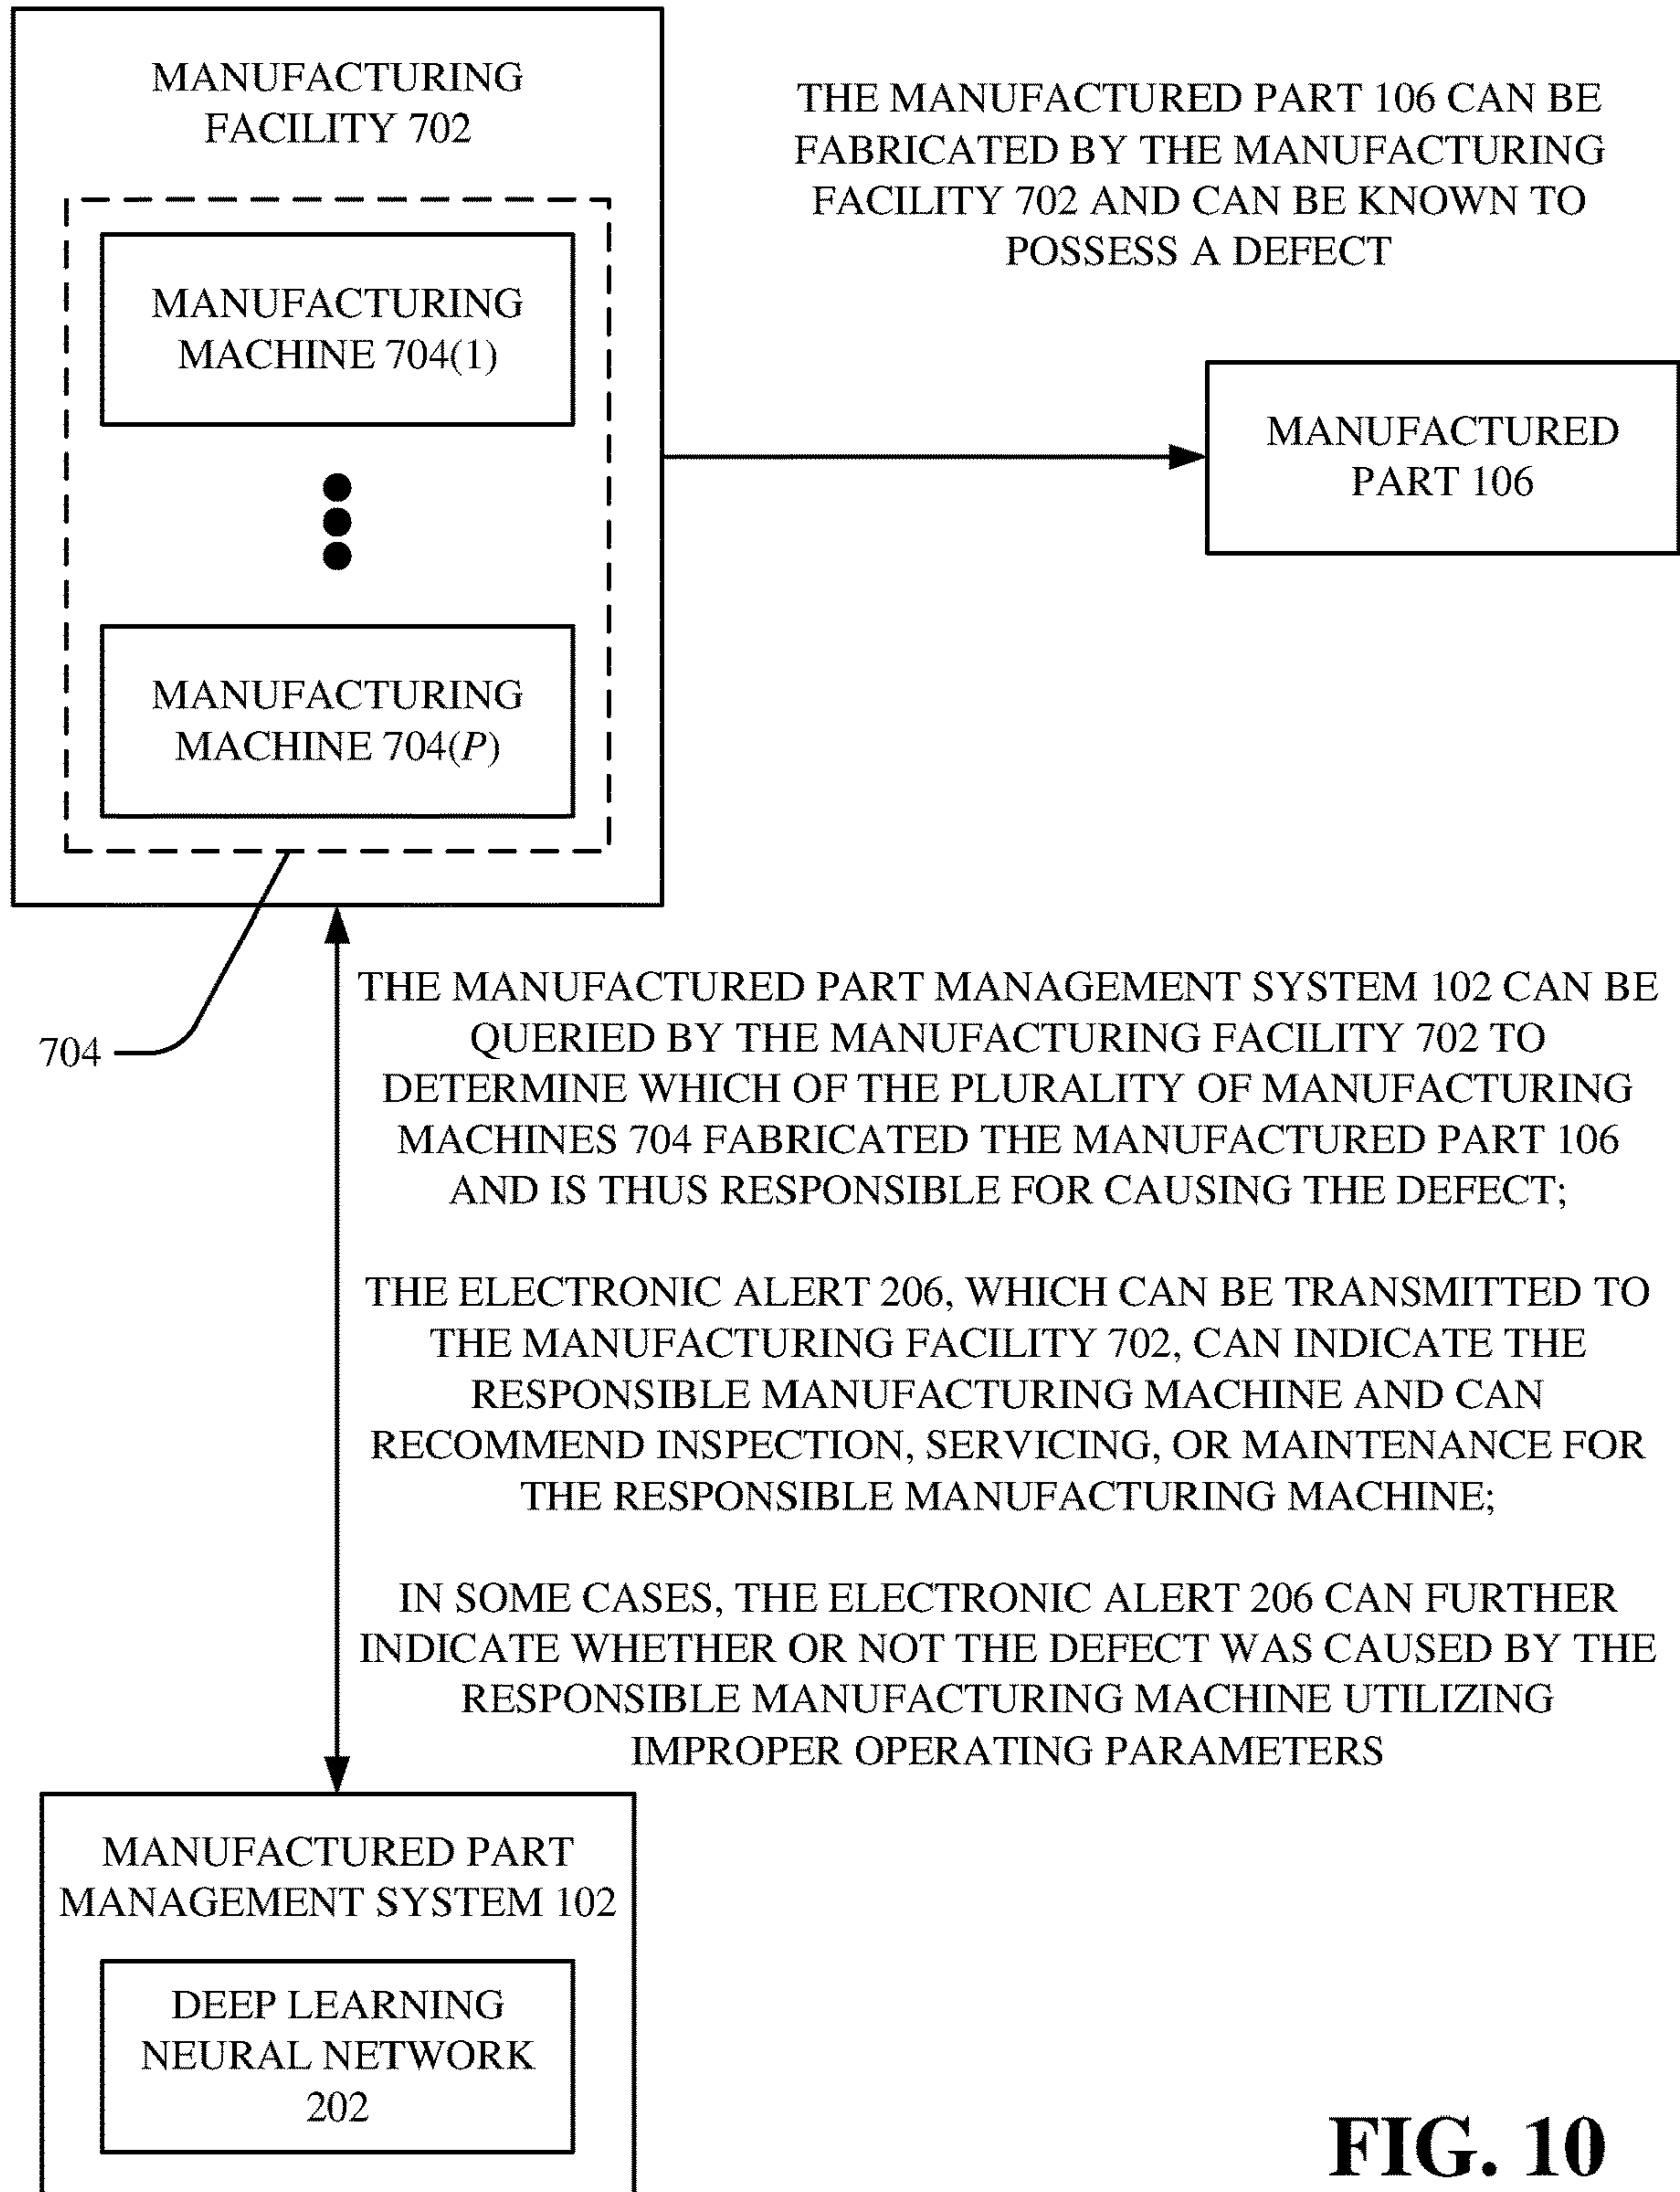 MANUFACTURING
FACILITY 702
MANUFACTURING
MACHINE 704(1)
MANUFACTURING
MACHINE 704(P)
704
THE MANUFACTURED PART 106 CAN BE
FABRICATED BY THE MANUFACTURING
FACILITY 702 AND CAN BE KNOWN TO
POSSESS A DEFECT
MANUFACTURED
PART 106
THE MANUFACTURED PART MANAGEMENT SYSTEM 102 CAN BE
QUERIED BY THE MANUFACTURING FACILITY 702 TO
DETERMINE WHICH OF THE PLURALITY OF MANUFACTURING
MACHINES 704 FABRICATED THE MANUFACTURED PART 106
AND IS THUS RESPONSIBLE FOR CAUSING THE DEFECT;
THE ELECTRONIC ALERT 206, WHICH CAN BE TRANSMITTED TO
THE MANUFACTURING FACILITY 702, CAN INDICATE THE
RESPONSIBLE MANUFACTURING MACHINE AND CAN
RECOMMEND INSPECTION, SERVICING, OR MAINTENANCE FOR
THE RESPONSIBLE MANUFACTURING MACHINE;
IN SOME CASES, THE ELECTRONIC ALERT 206 CAN FURTHER
INDICATE WHETHER OR NOT THE DEFECT WAS CAUSED BY THE
RESPONSIBLE MANUFACTURING MACHINE UTILIZING
IMPROPER OPERATING PARAMETERS
MANUFACTURED PART
MANAGEMENT SYSTEM 102
DEEP LEARNING
NEURAL NETWORK
202
FIG. 10